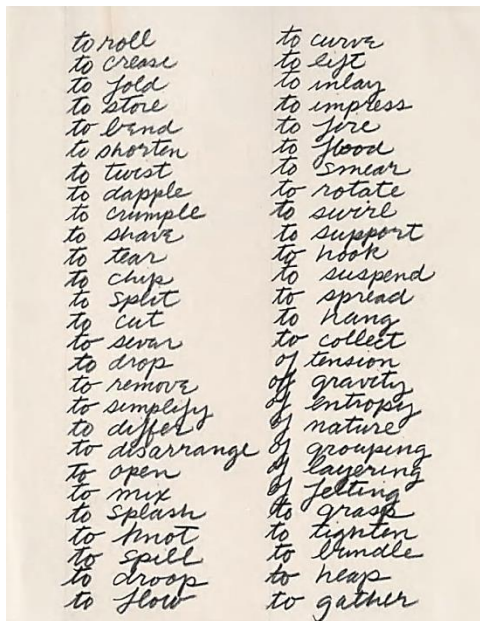 to roll
to crease
to fold
to store
to bend
to shorten
to twist
to dapple
to crumple
to shave
to tear
to chip
to split
to cut
to sever
to drop
to remove
to simplify
to differ
to disarrange
to open
to mix
to splash
to knot
to spill
to droop
to flow
to curve
to lift
to inlay
to impress
to fire
to flood
to smear
to rotate
to swirl
to support
to hook
to suspend
to spread
to hang
to collect
of tension
of gravity
of entropy
of nature
of grouping
of layering
of felting
to grasp
to tighten
to bundle
to heap
to gather